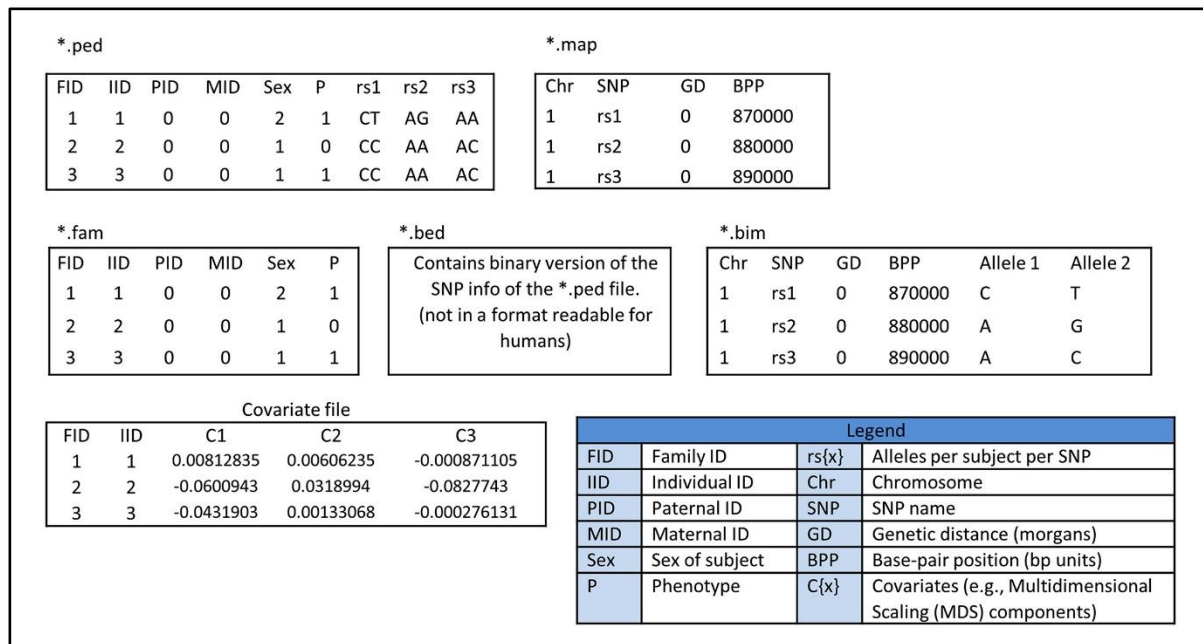 *.ped
FID IID PID MID Sex P rs1 rs2 rs3
1 1 0 0 2 1 CT AG AA
2 2 0 0 1 0 CC AA AC
3 3 0 0 1 1 CC AA AC
*.map
Chr SNP GD BPP
1 rs1 0 870000
1 rs2 0 880000
1 rs3 0 890000
*.fam
FID IID PID MID Sex P
1 1 0 0 2 1
2 2 0 0 1 0
3 3 0 0 1 1
*.bed
Contains binary version of the
SNP info of the *.ped file.
(not in a format readable for
humans)
*.bim
Chr SNP GD BPP Allele 1 Allele 2
1 rs1 0 870000 C T
1 rs2 0 880000 A G
1 rs3 0 890000 A C
Covariate file
FID IID C1 C2 C3
1 1 0.00812835 0.00606235 -0.000871105
2 2 -0.0600943 0.0318994 -0.0827743
3 3 -0.0431903 0.00133068 -0.000276131
Legend
FID Family ID rs{x} Alleles per subject per SNP
IID Individual ID Chr Chromosome
PID Paternal ID SNP SNP name
MID Maternal ID GD Genetic distance (morgans)
Sex Sex of subject BPP Base-pair position (bp units)
P Phenotype C{x} Covariates (e.g., Multidimensional
Scaling (MDS) components)